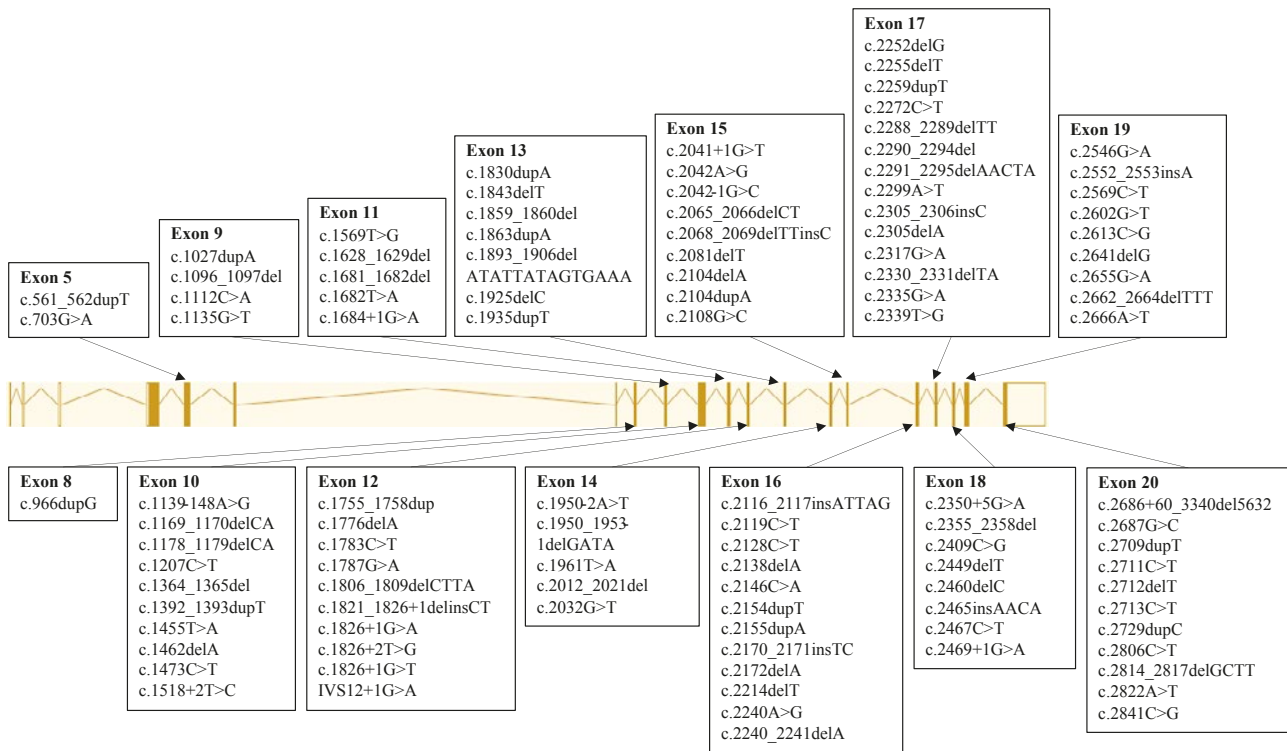 Exon 5
c.561_562dupT
c.703G>A
Exon 9
c.1027dupA
c.1096_1097del
c.1112C>A
c.1135G>T
Exon 11
c.1569T>G
c.1628_1629del
c.1681_1682del
c.1682T>A
c.1684+1G>A
Exon 13
c.1830dupA
c.1843delT
c.1859_1860del
c.1863dupA
c.1893_1906del
ATATTATAGTGAAA
c.1925delC
c.1935dupT
Exon 15
c.2041+1G>T
c.2042A>G
c.2042-1G>C
c.2065_2066delCT
c.2068_2069delTTinsC
c.2081delT
c.2104delA
c.2104dupA
c.2108G>C
Exon 17
c.2252delG
c.2255delT
c.2259dupT
c.2272C>T
c.2288_2289delTT
c.2290_2294del
c.2291_2295delAACTA
c.2299A>T
c.2305_2306insC
c.2305delA
c.2317G>A
c.2330_2331delTA
c.2335G>A
c.2339T>G
Exon 19
c.2546G>A
c.2552_2553insA
c.2569C>T
c.2602G>T
c.2613C>G
c.2641delG
c.2655G>A
c.2662_2664delTTT
c.2666A>T
Exon 8
c.966dupG
Exon 10
c.1139-148A>G
c.1169_1170delCA
c.1178_1179delCA
c.1207C>T
c.1364_1365del
c.1392_1393dupT
c.1455T>A
c.1462delA
c.1473C>T
c.1518+2T>C
Exon 12
c.1755_1758dup
c.1776delA
c.1783C>T
c.1787G>A
c.1806_1809delCTTA
c.1821_1826+1delinsCT
c.1826+1G>A
c.1826+2T>G
c.1826+1G>T
IVS12+1G>A
Exon 14
c.1950-2A>T
c.1950_1953-
1delGATA
c.1961T>A
c.2012_2021del
c.2032G>T
Exon 16
c.2116_2117insATTAG
c.2119C>T
c.2128C>T
c.2138delA
c.2146C>A
c.2154dupT
c.2155dupA
c.2170_2171insTC
c.2172delA
c.2214delT
c.2240A>G
c.2240_2241delA
Exon 18
c.2350+5G>A
c.2355_2358del
c.2409C>G
c.2449delT
c.2460delC
c.2465insAACA
c.2467C>T
c.2469+1G>A
Exon 20
c.2686+60_3340del5632
c.2687G>C
c.2709dupT
c.2711C>T
c.2712delT
c.2713C>T
c.2729dupC
c.2806C>T
c.2814_2817delGCTT
c.2822A>T
c.2841C>G